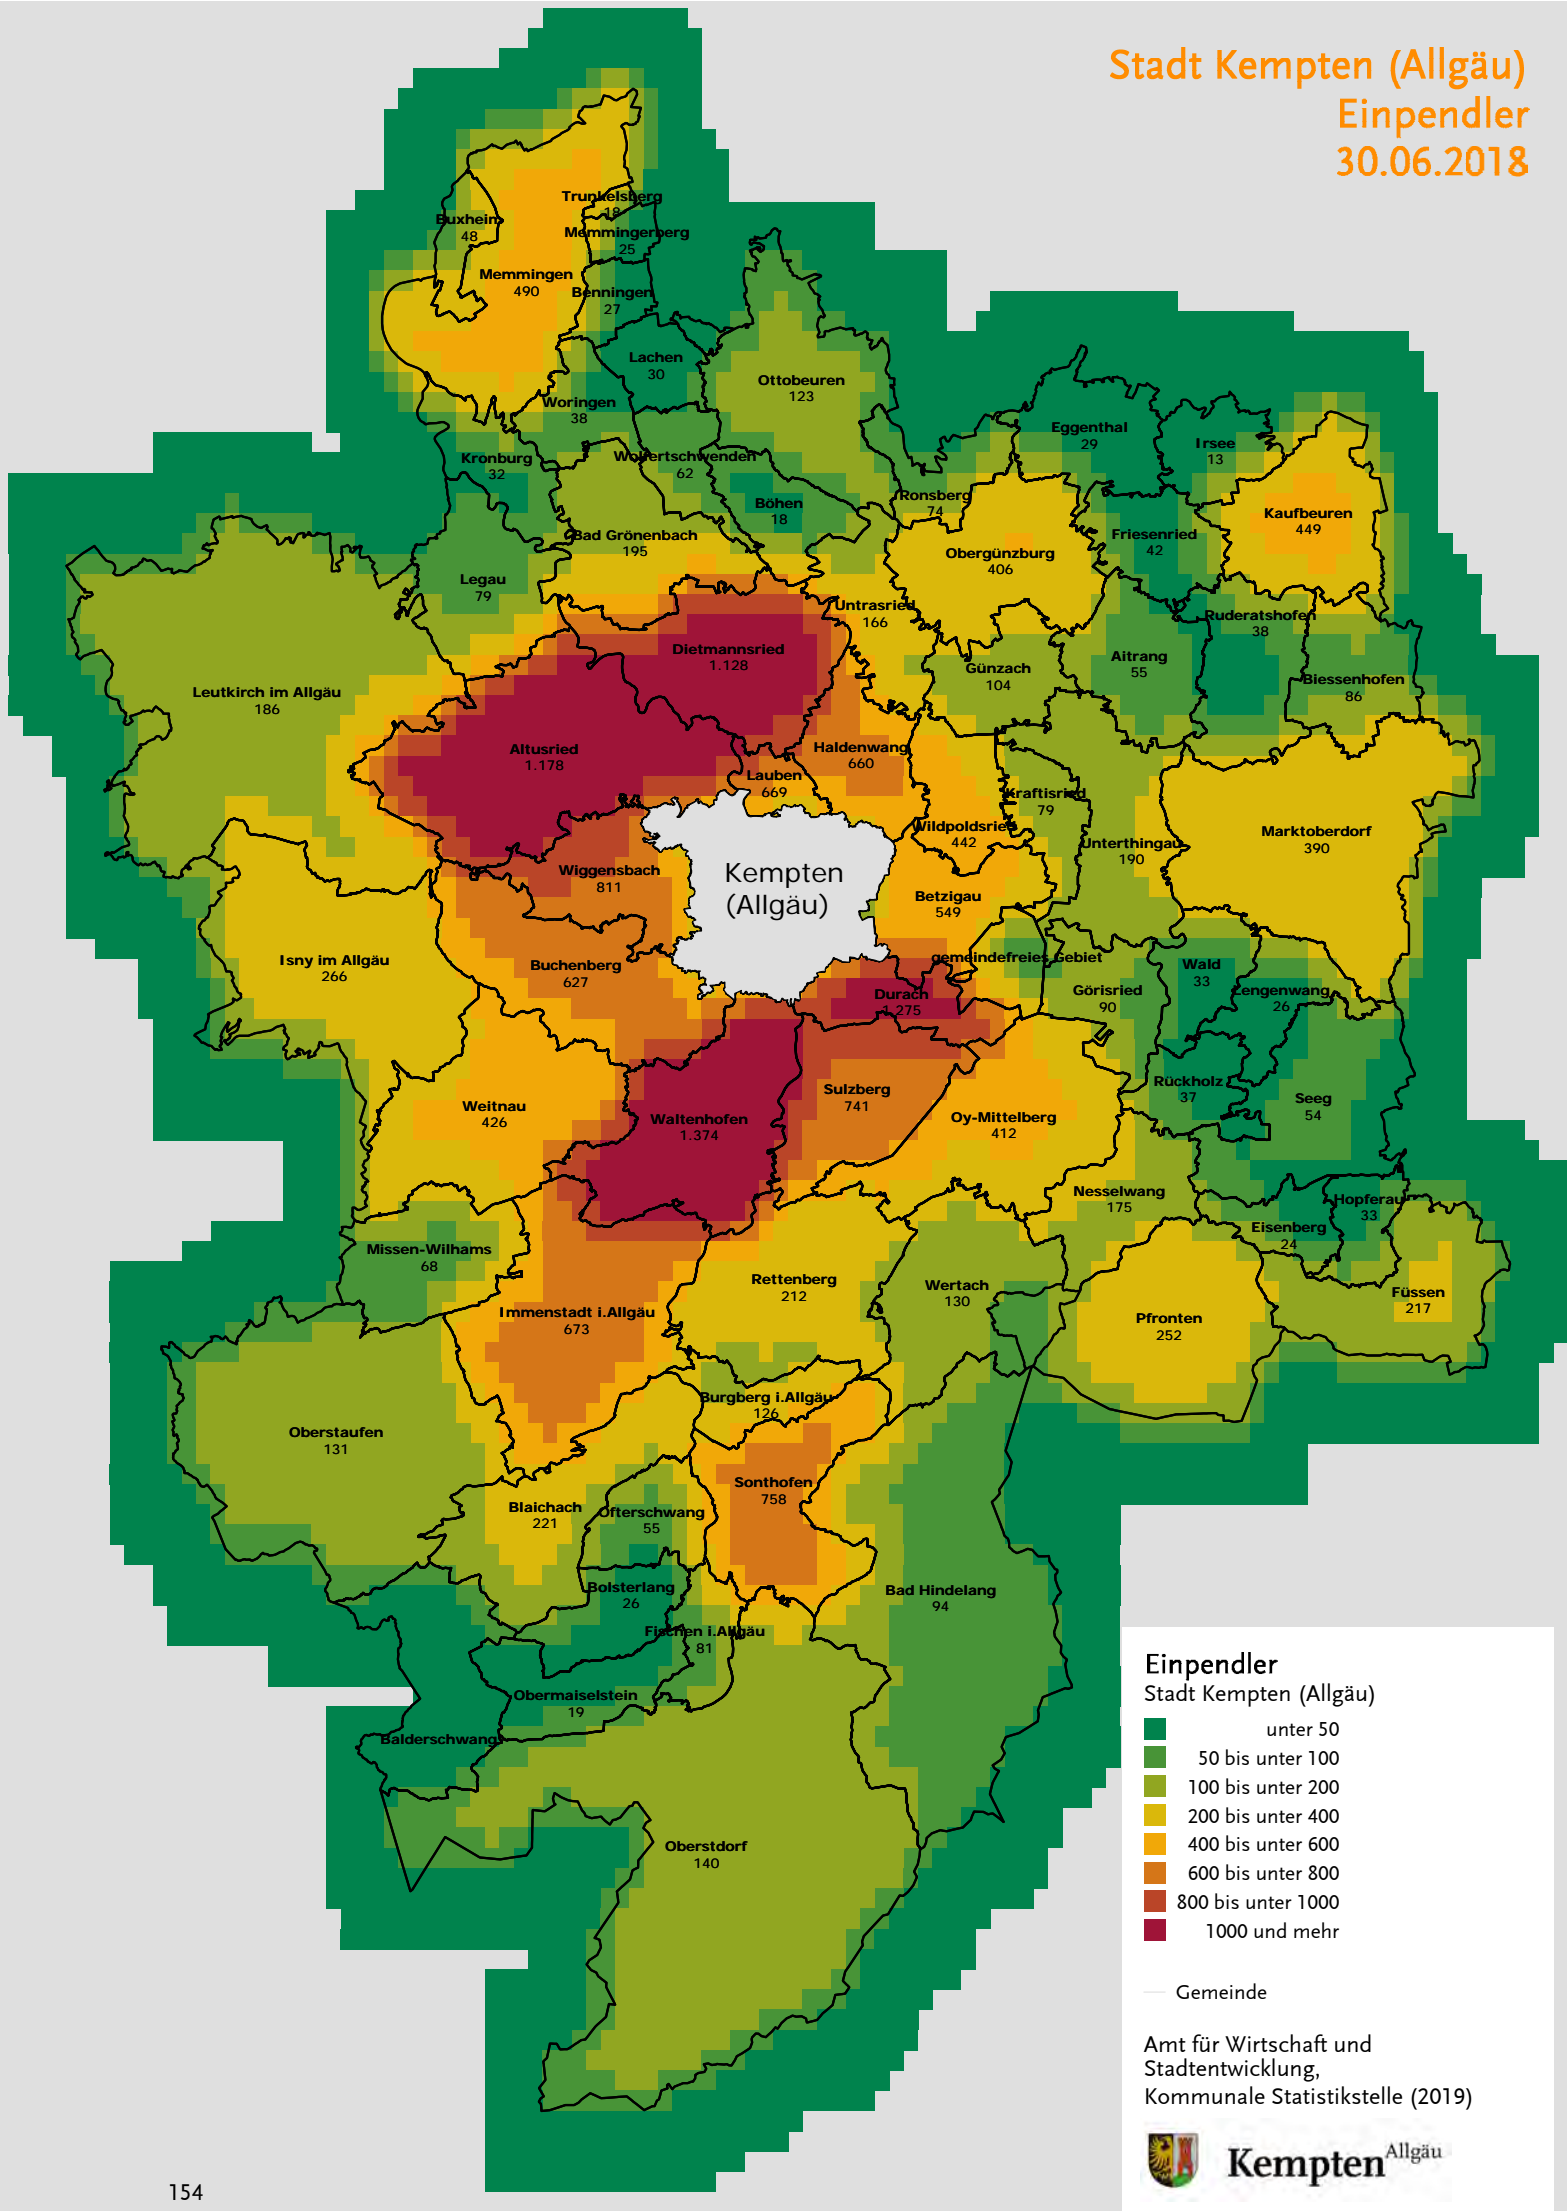 Stadt Kempten (Allgäu)
Einpendler
30.06.2018
Trunkelsberg
18
Buxheim
48
Memmingerberg
25
Memmingen
490
Benningen
27
Lachen
30
Ottobeuren
123
Woringen
38
Eggenthal
29
Irsee
13
Kronburg
32
Wolfertschwenden
62
Böhen
18
Ronsberg
74
Kaufbeuren
449
Bad Grönenbach
195
Friesenried
42
Obergünzburg
406
Legau
79
Untrasried
166
Ruderatshofen
38
Dietmannsried
1.128
Günzach
104
Aitrang
55
Biessenhofen
86
Leutkirch im Allgäu
186
Altusried
1.178
Haldenwang
660
Lauben
669
Kraftisried
79
Wildpoldsried
442
Unterthingau
190
Marktoberdorf
390
Wiggensbach
811
Kempten
(Allgäu)
Betzigau
549
Isny im Allgäu
266
Buchenberg
627
gemeindefreies Gebiet
Wald
33
Durach
1.275
Görisried
90
Lengenwang
26
Weitnau
426
Waltenhofen
1.374
Sulzberg
741
Oy-Mittelberg
412
Rückholz
37
Seeg
54
Nesselwang
175
Hopferau
33
Eisenberg
24
Missen-Wilhams
68
Rettenberg
212
Wertach
130
Füssen
217
Immenstadt i.Allgäu
673
Pfronten
252
Burgberg i.Allgäu
126
Oberstaufen
131
Sonthofen
758
Blaichach
221
Ofterschwang
55
Bolsterlang
26
Bad Hindelang
94
Fischen i.Allgäu
81
Obermaiselstein
19
Balderschwang
Oberstdorf
140
Einpendler
Stadt Kempten (Allgäu)
unter 50
50 bis unter 100
100 bis unter 200
200 bis unter 400
400 bis unter 600
600 bis unter 800
800 bis unter 1000
1000 und mehr
Gemeinde
Amt für Wirtschaft und
Stadtentwicklung,
Kommunale Statistikstelle (2019)
Kempten Allgäu
154